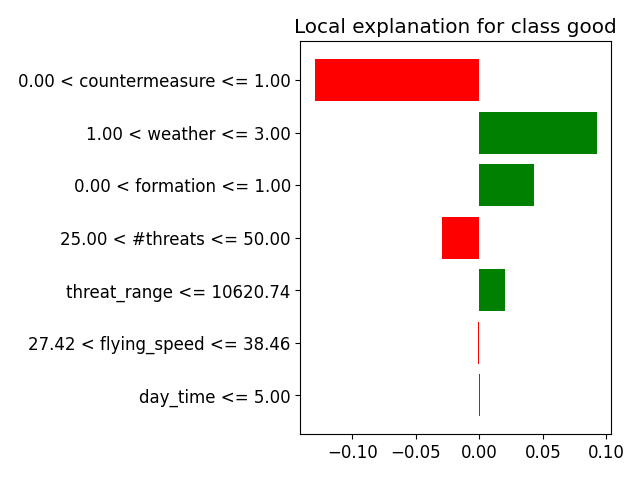 Local explanation for class good
0.00 < countermeasure <= 1.00
1.00 < weather <= 3.00
0.00 < formation <= 1.00
25.00 < #threats <= 50.00
threat_range <= 10620.74
27.42 < flying_speed <= 38.46
day_time <= 5.00
−0.10 −0.05 0.00 0.05 0.10